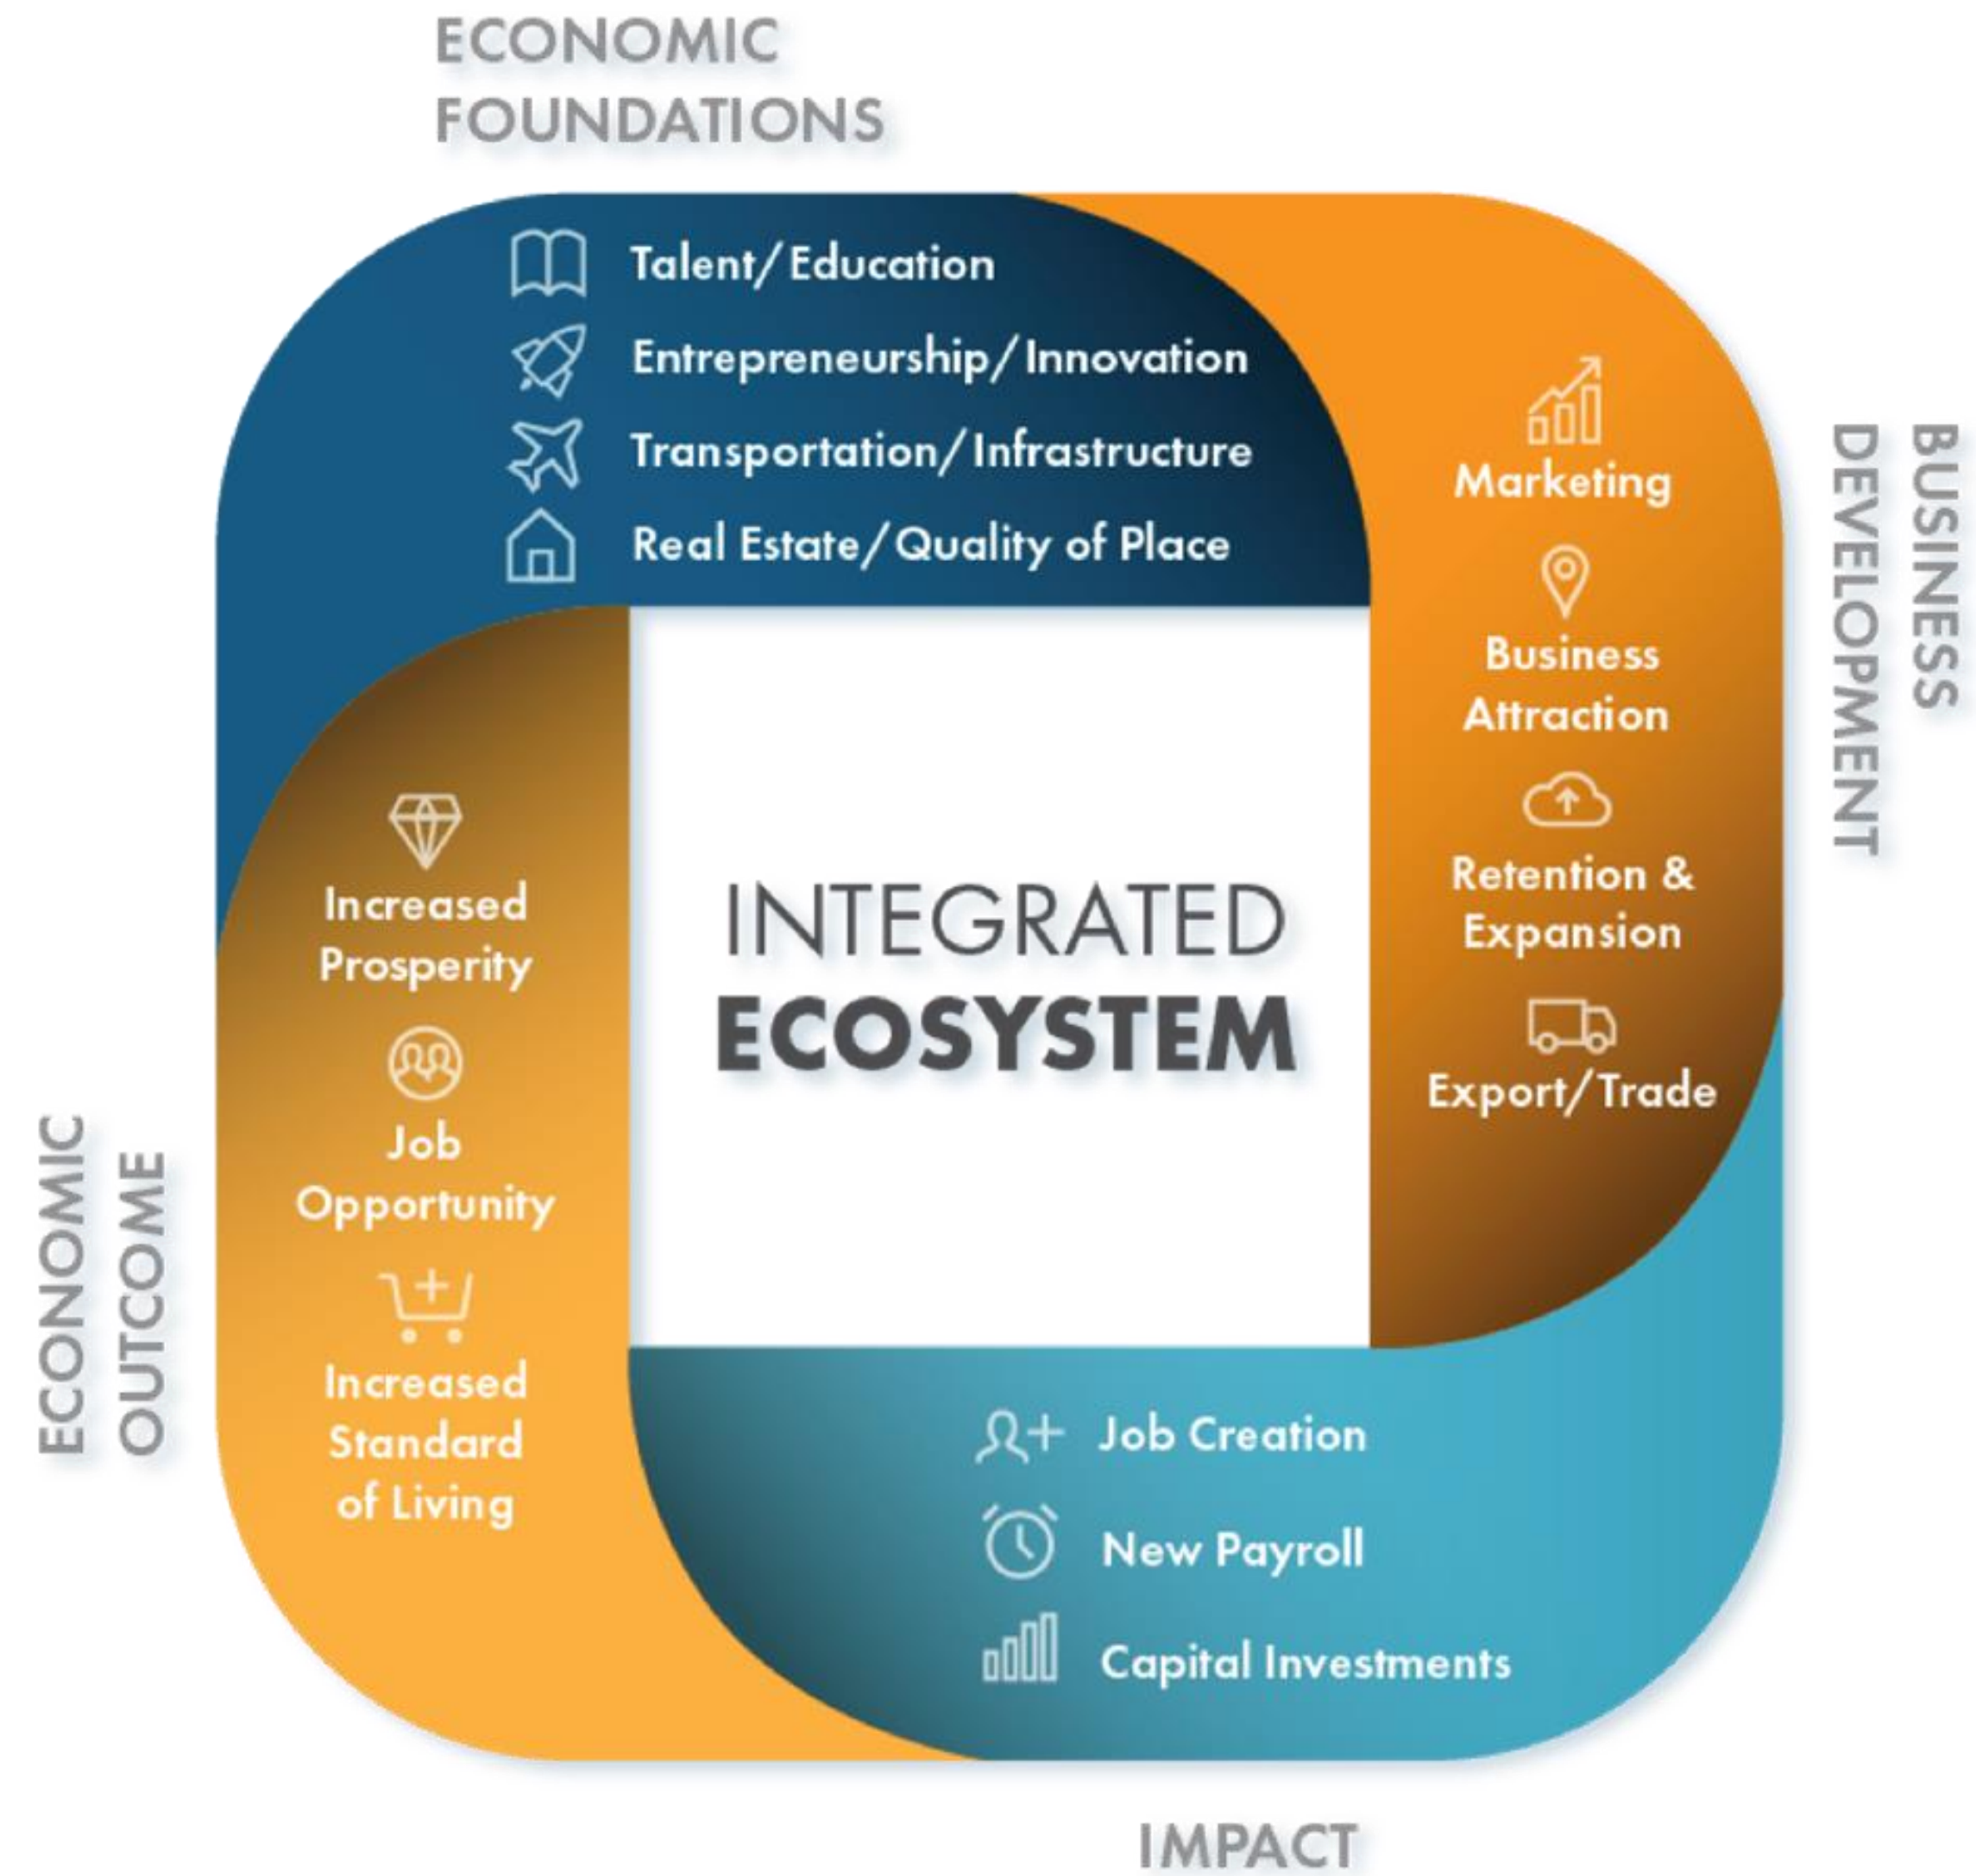 ECONOMIC
FOUNDATIONS
Talent/Education
Entrepreneurship/Innovation
Transportation/Infrastructure
Real Estate/Quality of Place
BUSINESS
DEVELOPMENT
Marketing
Business
Attraction
Retention &
Expansion
Export/Trade
INTEGRATED
ECOSYSTEM
IMPACT
Job Creation
New Payroll
Capital Investments
ECONOMIC
OUTCOME
Increased
Prosperity
Job
Opportunity
Increased
Standard
of Living